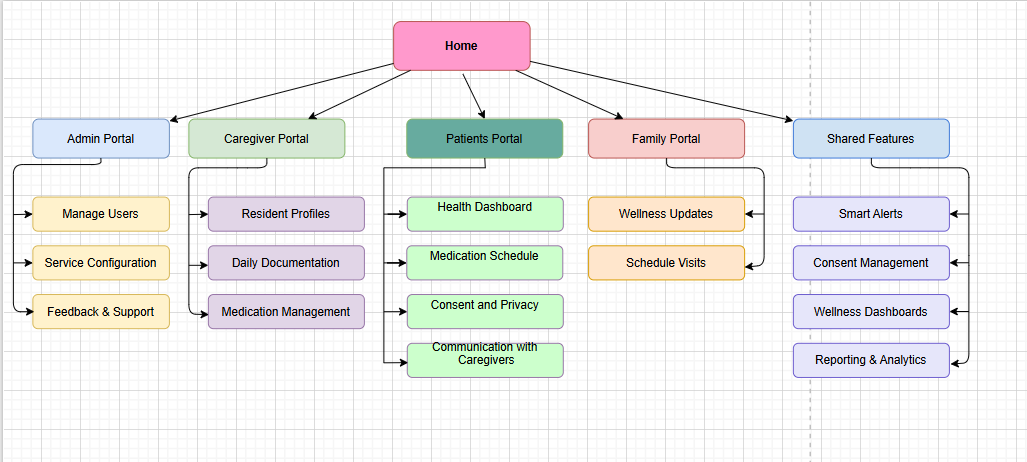 Home
Admin Portal
Caregiver Portal
Patients Portal
Family Portal
Shared Features
Manage Users
Service Configuration
Feedback & Support
Resident Profiles
Daily Documentation
Medication Management
Health Dashboard
Medication Schedule
Consent and Privacy
Communication with
Caregivers
Wellness Updates
Schedule Visits
Smart Alerts
Consent Management
Wellness Dashboards
Reporting & Analytics